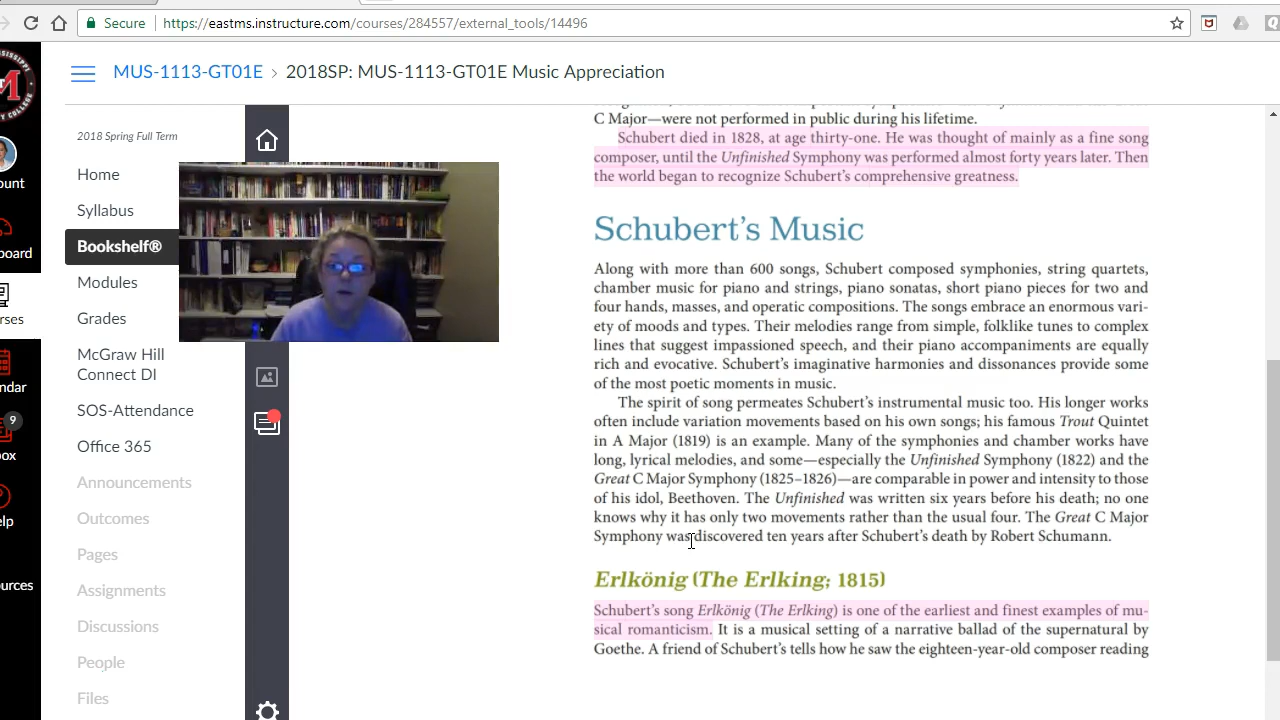 Secure
https://eastms.instructure.com/courses/284557/external_tools/14496
MUS-1113-GT01E > 2018SP: MUS-1113-GT01E Music Appreciation
2018 Spring Full Term
Home
Syllabus
Bookshelf®
Modules
Grades
McGraw Hill
Connect DI
SOS-Attendance
Office 365
Announcements
Outcomes
Pages
Assignments
Discussions
People
Files
9
C Major—were not performed in public during his lifetime.
Schubert died in 1828, at age thirty-one. He was thought of mainly as a fine song
composer, until the Unfinished Symphony was performed almost forty years later. Then
the world began to recognize Schubert's comprehensive greatness.
Schubert's Music
Along with more than 600 songs, Schubert composed symphonies, string quartets,
chamber music for piano and strings, piano sonatas, short piano pieces for two and
four hands, masses, and operatic compositions. The songs embrace an enormous vari-
ety of moods and types. Their melodies range from simple, folklike tunes to complex
lines that suggest impassioned speech, and their piano accompaniments are equally
rich and evocative. Schubert's imaginative harmonies and dissonances provide some
of the most poetic moments in music.
The spirit of song permeates Schubert's instrumental music too. His longer works
often include variation movements based on his own songs; his famous Trout Quintet
in A Major (1819) is an example. Many of the symphonies and chamber works have
long, lyrical melodies, and some—especially the Unfinished Symphony (1822) and the
Great C Major Symphony (1825–1826)—are comparable in power and intensity to those
of his idol, Beethoven. The Unfinished was written six years before his death; no one
knows why it has only two movements rather than the usual four. The Great C Major
Symphony was discovered ten years after Schubert's death by Robert Schumann.
Erlkönig (The Erlking; 1815)
Schubert's song Erlkönig (The Erlking) is one of the earliest and finest examples of mu-
sical romanticism. It is a musical setting of a narrative ballad of the supernatural by
Goethe. A friend of Schubert's tells how he saw the eighteen-year-old composer reading